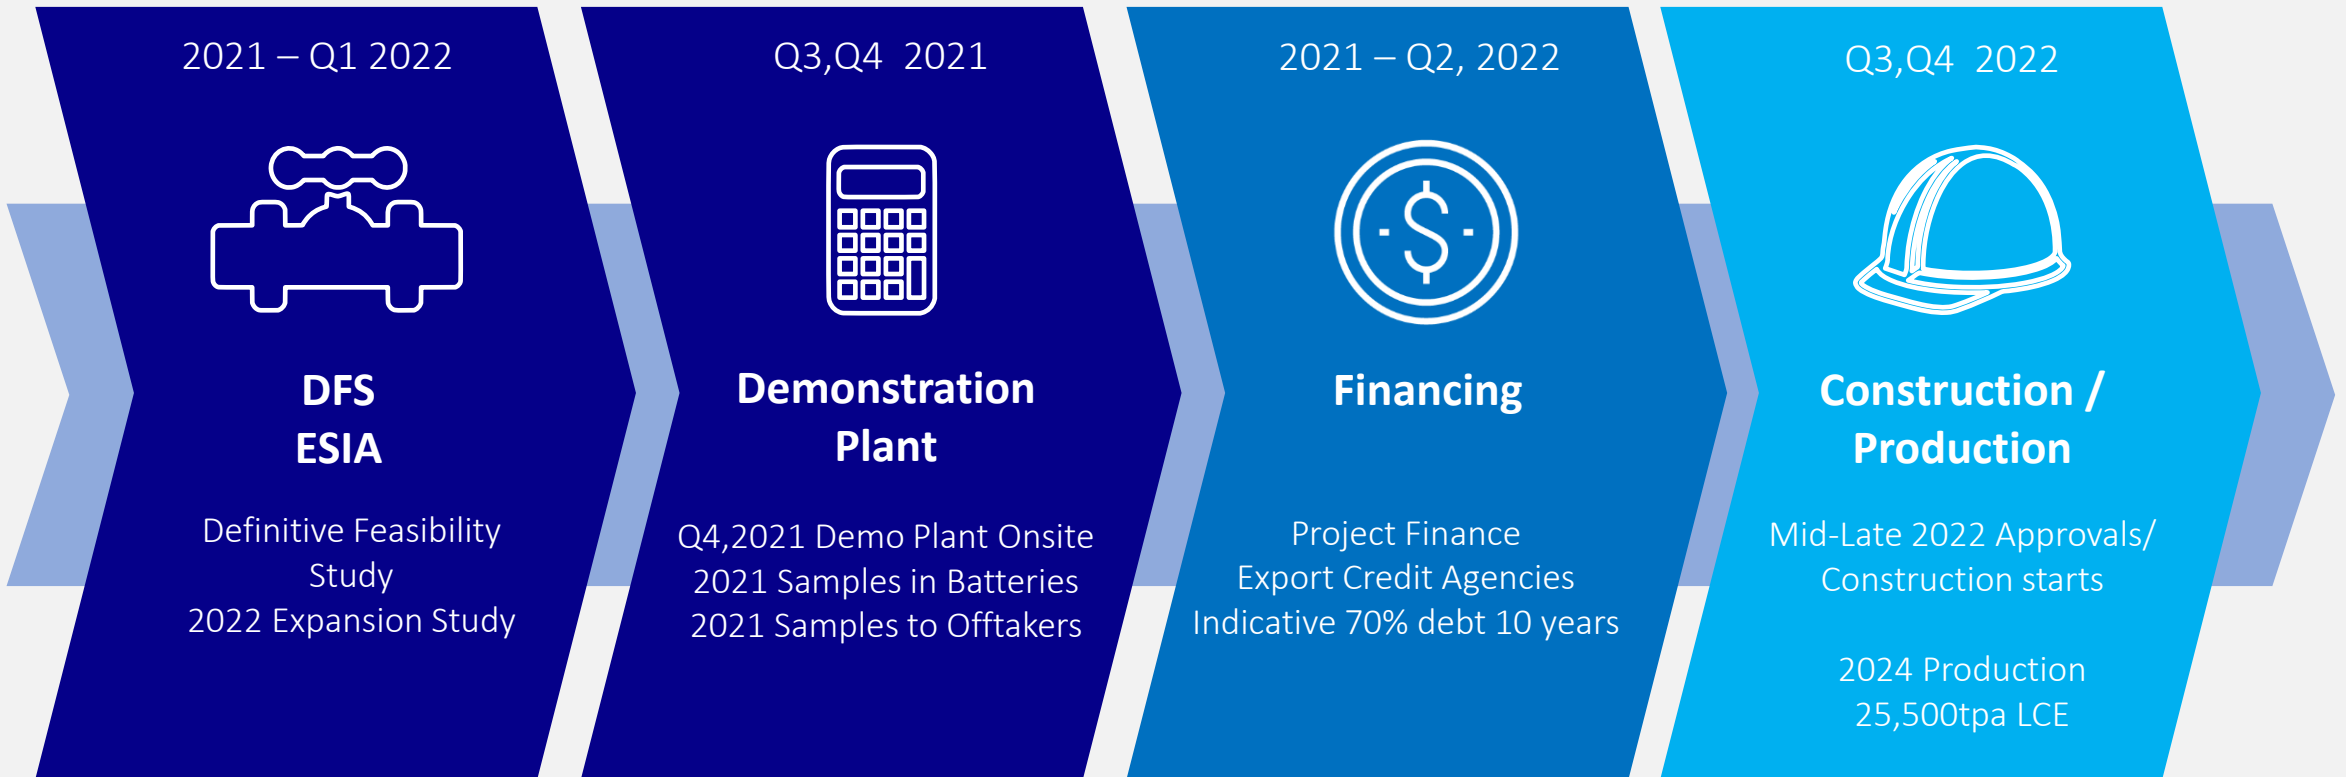 2021 – Q1 2022
DFS
ESIA
Definitive Feasibility
Study
2022 Expansion Study
Q3,Q4  2021
Demonstration
Plant
Q4,2021 Demo Plant Onsite
2021 Samples in Batteries
2021 Samples to Offtakers
2021 – Q2, 2022
$
Financing
Project Finance
Export Credit Agencies
Indicative 70% debt 10 years
Q3,Q4  2022
Construction /
Production
Mid-Late 2022 Approvals/
Construction starts
2024 Production
25,500tpa LCE